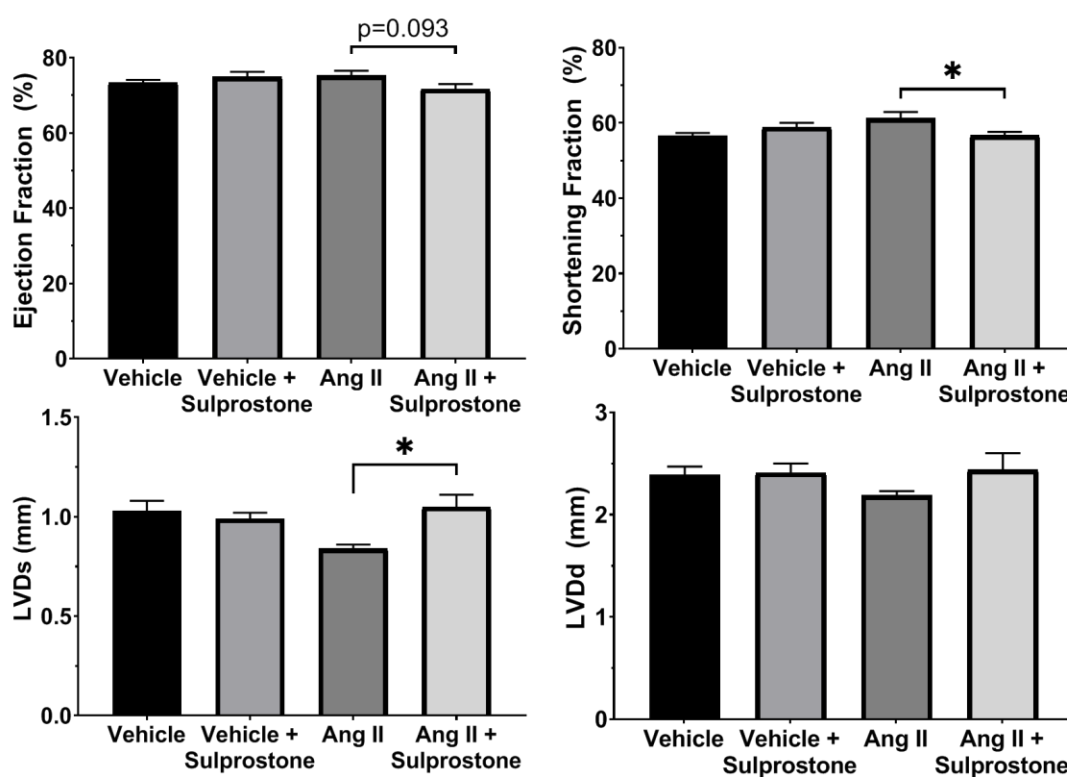 p=0.093
Ejection Fraction (%)
80
60
40
20
0
Vehicle
Vehicle +
Sulprostone
Ang II
Ang II +
Sulprostone
*
Shortening Fraction (%)
80
60
40
20
0
Vehicle
Vehicle +
Sulprostone
Ang II
Ang II +
Sulprostone
*
LVDs (mm)
1.5
1.0
0.5
0.0
Vehicle
Vehicle +
Sulprostone
Ang II
Ang II +
Sulprostone
LVDd (mm)
3
2
1
0
Vehicle
Vehicle +
Sulprostone
Ang II
Ang II +
Sulprostone